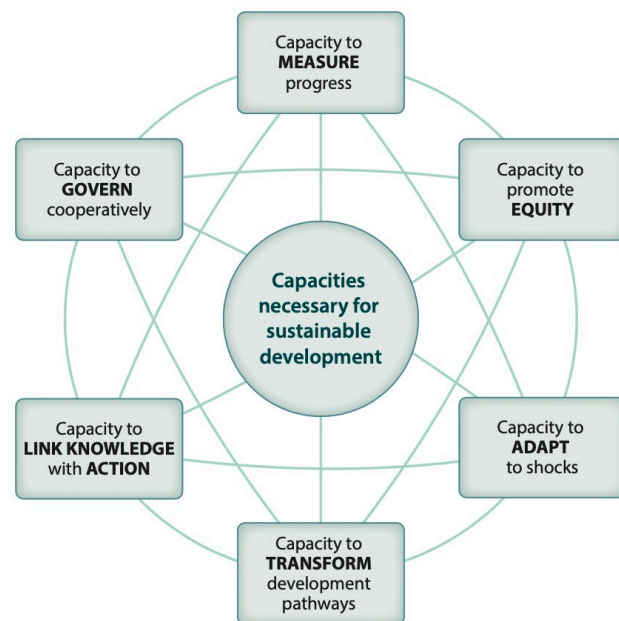 Capacity to
MEASURE
progress
Capacity to
GOVERN
cooperatively
Capacity to
promote
EQUITY
Capacities
necessary for
sustainable
development
Capacity to
LINK KNOWLEDGE
with ACTION
Capacity to
ADAPT
to shocks
Capacity to
TRANSFORM
development
pathways